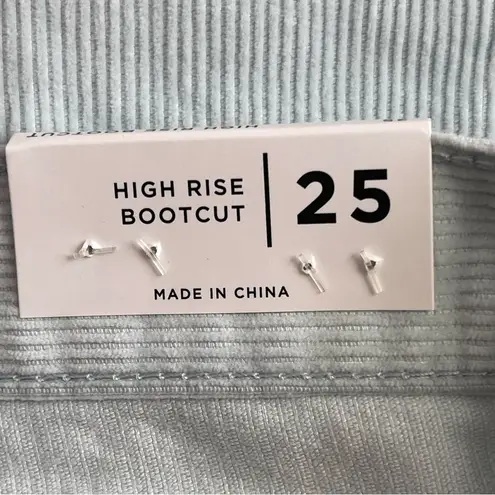 HIGH RISE
BOOTCUT
25
MADE IN CHINA